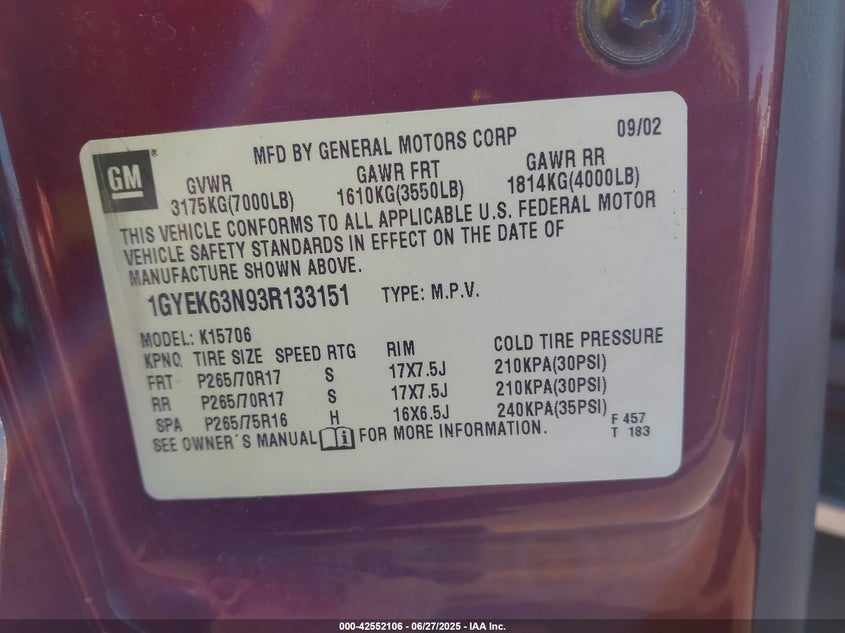 GM ®
MFD BY GENERAL MOTORS CORP 09/02
GVWR GAWR FRT GAWR RR
3175KG(7000LB) 1610KG(3550LB) 1814KG(4000LB)
THIS VEHICLE CONFORMS TO ALL APPLICABLE U.S. FEDERAL MOTOR
VEHICLE SAFETY STANDARDS IN EFFECT ON THE DATE OF
MANUFACTURE SHOWN ABOVE.
1GYEK63N93R133151 TYPE: M.P.V.
MODEL: K15706
KPNO TIRE SIZE SPEED RTG RIM COLD TIRE PRESSURE
FRT P265/70R17 S 17X7.5J 210KPA(30PSI)
RR P265/70R17 S 17X7.5J 210KPA(30PSI)
SPA P265/75R16 H 16X6.5J 240KPA(35PSI)
SEE OWNER´S MANUAL i FOR MORE INFORMATION.
F 457
T 183
000-42552106 - 06/27/2025 - IAA Inc.